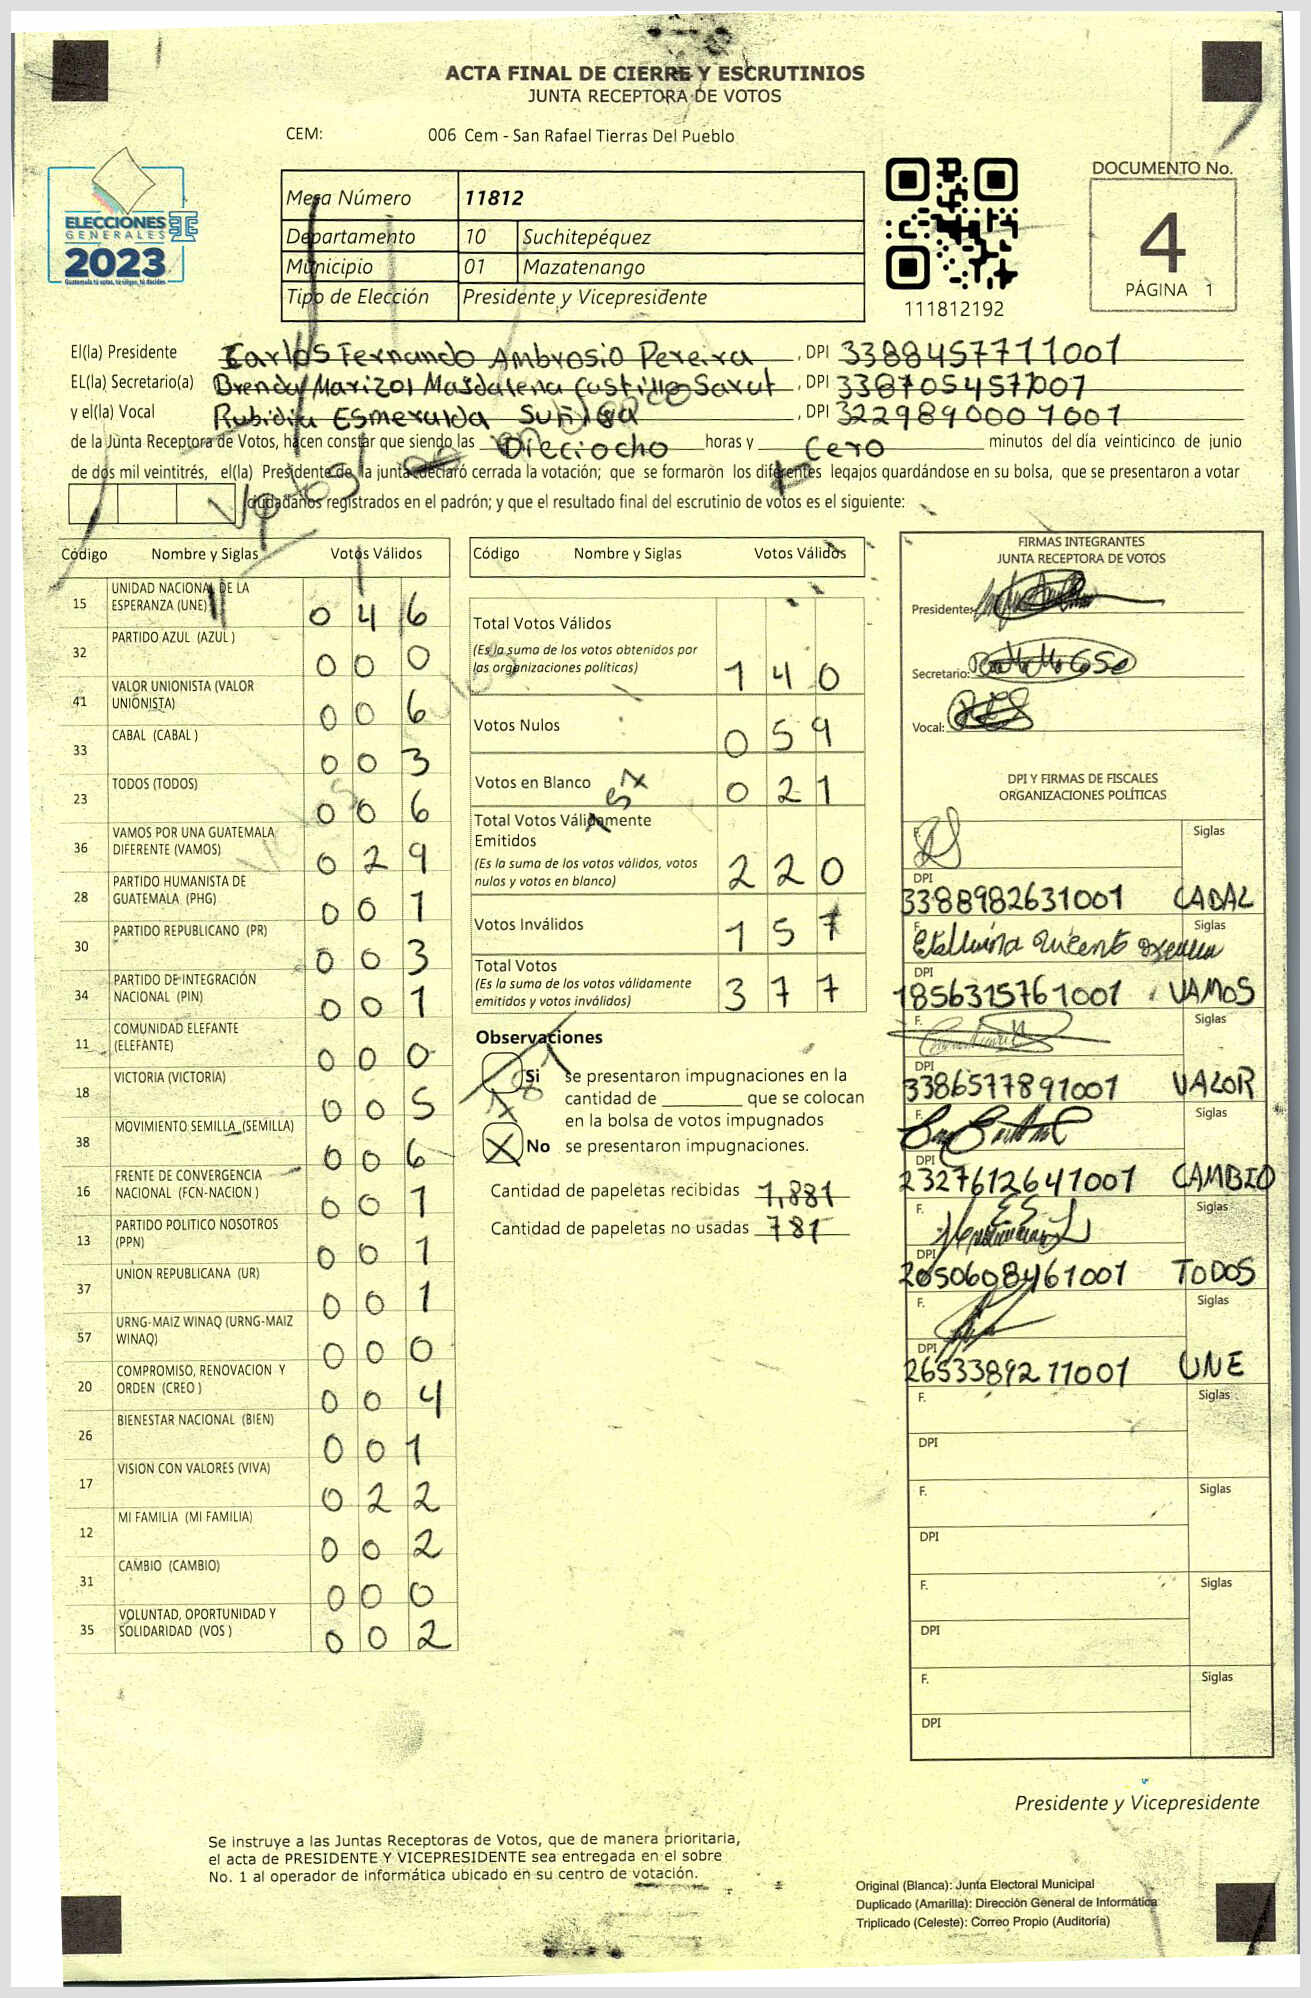 ACTA FINAL DE CIERRE Y ESCRUTINIOS
JUNTA RECEPTORA DE VOTOS
CEM: 006 Cem - San Rafael Tierras Del Pueblo
ELECCIONES
GENERALES
2023
Guatemala tú votas, tú eliges, tú decides
Mesa Número 11812
Departamento 10 Suchitepéquez
Municipio 01 Mazatenango
Tipo de Elección Presidente y Vicepresidente
111812192
DOCUMENTO No.
4
PÁGINA 1
El(la) Presidente Carlos Fernando Ambrosio Pereira, DPI 3388457711001
EL(la) Secretario(a) Brenda Marizol Magdalena Castillo Sarut, DPI 3387054571001
y el(la) Vocal Rubidia Esmeralda, DPI 3229890001001
de la Junta Receptora de Votos, hacen constar que siendo las Dieciocho horas y Cero minutos del día veinticinco de junio
de dos mil veintitrés, el(la) Presidente de la junta declaró cerrada la votación; que se formaron los diferentes legajos guardándose en su bolsa, que se presentaron a votar
ciudadanos registrados en el padrón; y que el resultado final del escrutinio de votos es el siguiente:
Código Nombre y Siglas Votos Válidos
15 UNIDAD NACIONAL DE LA ESPERANZA (UNE) 0 4 6
32 PARTIDO AZUL (AZUL ) 0 0 0
41 VALOR UNIONISTA (VALOR UNIONISTA) 0 0 6
33 CABAL (CABAL ) 0 0 3
23 TODOS (TODOS) 0 0 6
36 VAMOS POR UNA GUATEMALA DIFERENTE (VAMOS) 0 2 9
28 PARTIDO HUMANISTA DE GUATEMALA (PHG) 0 0 1
30 PARTIDO REPUBLICANO (PR) 0 0 3
34 PARTIDO DE INTEGRACIÓN NACIONAL (PIN) 0 0 1
11 COMUNIDAD ELEFANTE (ELEFANTE) 0 0 0
18 VICTORIA (VICTORIA) 0 0 5
38 MOVIMIENTO SEMILLA (SEMILLA) 0 0 6
16 FRENTE DE CONVERGENCIA NACIONAL (FCN-NACION ) 0 0 1
13 PARTIDO POLITICO NOSOTROS (PPN) 0 0 1
37 UNION REPUBLICANA (UR) 0 0 1
57 URNG-MAIZ WINAQ (URNG-MAIZ WINAQ) 0 0 0
20 COMPROMISO, RENOVACION Y ORDEN (CREO ) 0 0 4
26 BIENESTAR NACIONAL (BIEN) 0 0 1
17 VISION CON VALORES (VIVA) 0 2 2
12 MI FAMILIA (MI FAMILIA) 0 0 2
31 CAMBIO (CAMBIO) 0 0 0
35 VOLUNTAD, OPORTUNIDAD Y SOLIDARIDAD (VOS ) 0 0 2
Código Nombre y Siglas Votos Válidos
Total Votos Válidos
(Es la suma de los votos obtenidos por
las organizaciones políticas) 1 4 0
Votos Nulos 0 5 9
Votos en Blanco 0 2 1
Total Votos Válidamente
Emitidos
(Es la suma de los votos válidos, votos
nulos y votos en blanco) 2 2 0
Votos Inválidos 1 5 7
Total Votos
(Es la suma de los votos válidamente
emitidos y votos inválidos) 3 7 7
Observaciones
Si se presentaron impugnaciones en la
cantidad de ________ que se colocan
en la bolsa de votos impugnados
X No se presentaron impugnaciones.
Cantidad de papeletas recibidas 1,881
Cantidad de papeletas no usadas 781
FIRMAS INTEGRANTES
JUNTA RECEPTORA DE VOTOS
Presidente:
Secretario:
Vocal:
DPI Y FIRMAS DE FISCALES
ORGANIZACIONES POLÍTICAS
F. Siglas
DPI
3388982631001 CABAL
F. Siglas
DPI
1856315761001 VAMOS
F. Siglas
DPI
3386577891001 VALOR
F. Siglas
DPI
2327612641001 CAMBIO
F. Siglas
DPI
2050608461001 TODOS
F. Siglas
DPI
2653389211001 UNE
F. Siglas
DPI
F. Siglas
DPI
F. Siglas
DPI
F. Siglas
DPI
Presidente y Vicepresidente
Se instruye a las Juntas Receptoras de Votos, que de manera prioritaria,
el acta de PRESIDENTE Y VICEPRESIDENTE sea entregada en el sobre
No. 1 al operador de informática ubicado en su centro de votación.
Original (Blanca): Junta Electoral Municipal
Duplicado (Amarilla): Dirección General de Informática
Triplicado (Celeste): Correo Propio (Auditoría)